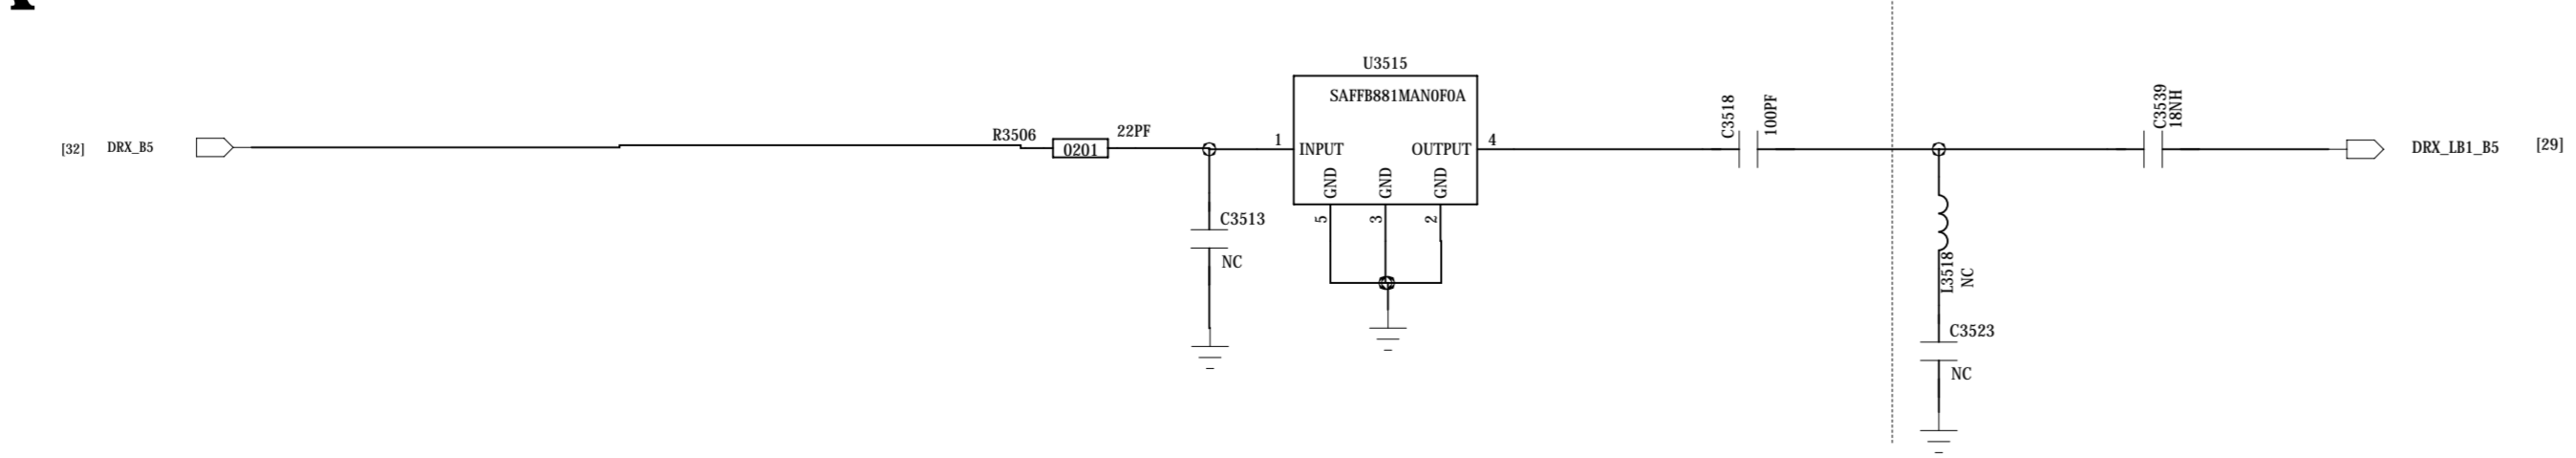 U3515
SAFFB881MAN0F0A
[32] DRX_B5
R3506
0201
22PF
1
INPUT
OUTPUT
4
GND
GND
GND
5
3
2
C3513
NC
C3518
100PF
C3539
18NH
DRX_LB1_B5 [29]
L3518
NC
C3523
NC